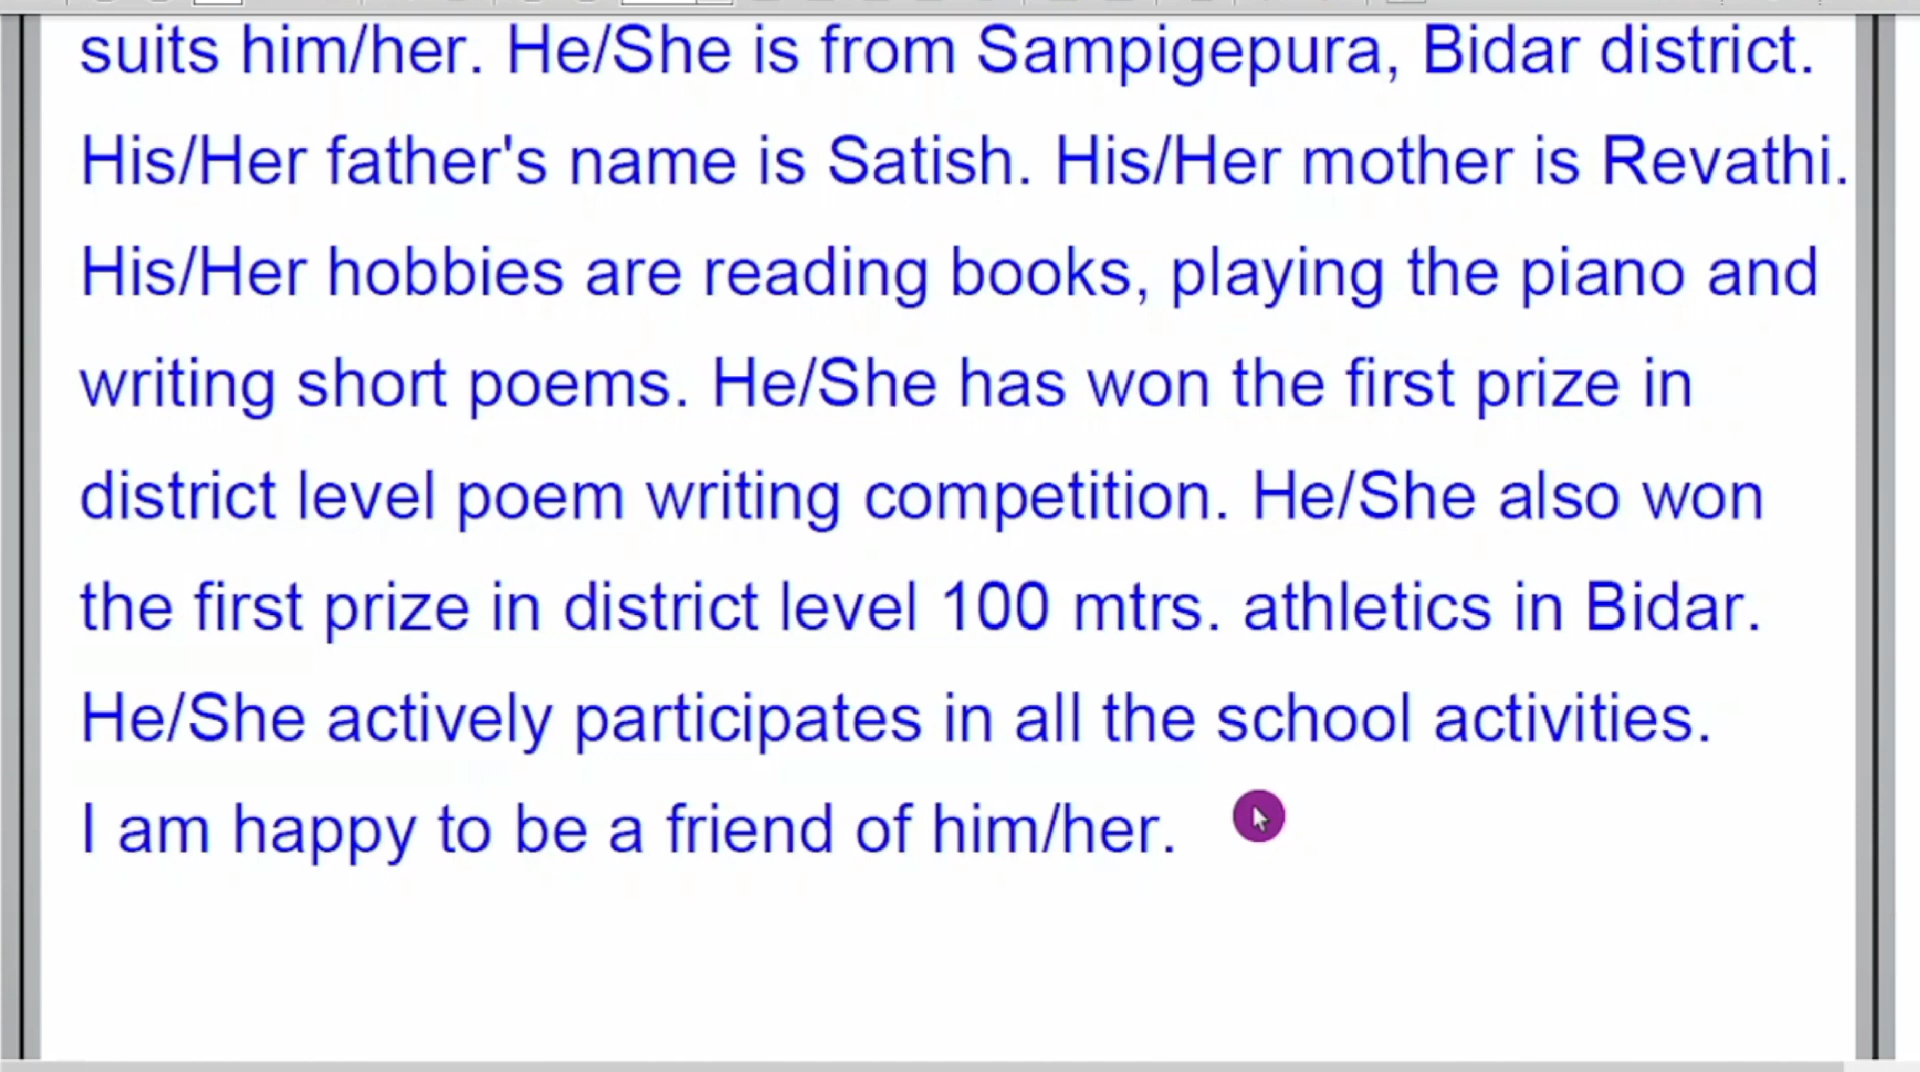 suits him/her. He/She is from Sampigepura, Bidar district.
His/Her father's name is Satish. His/Her mother is Revathi.
His/Her hobbies are reading books, playing the piano and
writing short poems. He/She has won the first prize in
district level poem writing competition. He/She also won
the first prize in district level 100 mtrs. athletics in Bidar.
He/She actively participates in all the school activities.
I am happy to be a friend of him/her.